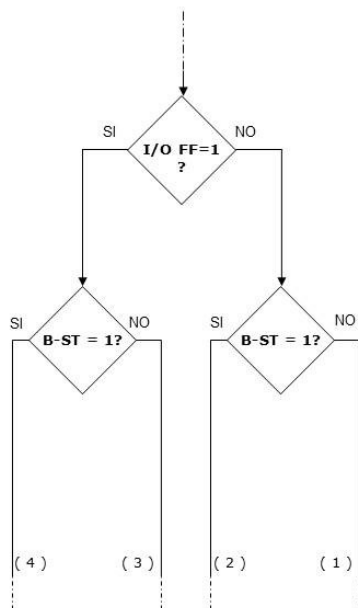 SI
NO
I/O FF=1
?
SI
NO
SI
NO
B-ST = 1?
B-ST = 1?
( 4 )
( 3 )
( 2 )
( 1 )